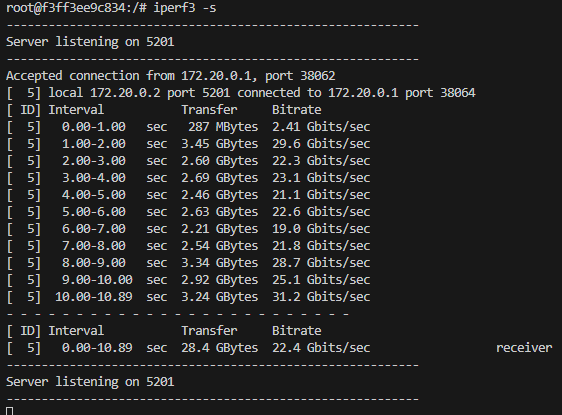 root@f3ff3ee9c834:/# iperf3 -s
-----------------------------------------------------------
Server listening on 5201
-----------------------------------------------------------
Accepted connection from 172.20.0.1, port 38062
[  5] local 172.20.0.2 port 5201 connected to 172.20.0.1 port 38064
[ ID] Interval           Transfer     Bitrate
[  5]   0.00-1.00   sec   287 MBytes  2.41 Gbits/sec
[  5]   1.00-2.00   sec  3.45 GBytes  29.6 Gbits/sec
[  5]   2.00-3.00   sec  2.60 GBytes  22.3 Gbits/sec
[  5]   3.00-4.00   sec  2.69 GBytes  23.1 Gbits/sec
[  5]   4.00-5.00   sec  2.46 GBytes  21.1 Gbits/sec
[  5]   5.00-6.00   sec  2.63 GBytes  22.6 Gbits/sec
[  5]   6.00-7.00   sec  2.21 GBytes  19.0 Gbits/sec
[  5]   7.00-8.00   sec  2.54 GBytes  21.8 Gbits/sec
[  5]   8.00-9.00   sec  3.34 GBytes  28.7 Gbits/sec
[  5]   9.00-10.00  sec  2.92 GBytes  25.1 Gbits/sec
[  5]  10.00-10.89  sec  3.24 GBytes  31.2 Gbits/sec
- - - - - - - - - - - - - - - - - - - - - - - - -
[ ID] Interval           Transfer     Bitrate
[  5]   0.00-10.89  sec  28.4 GBytes  22.4 Gbits/sec                  receiver
-----------------------------------------------------------
Server listening on 5201
-----------------------------------------------------------